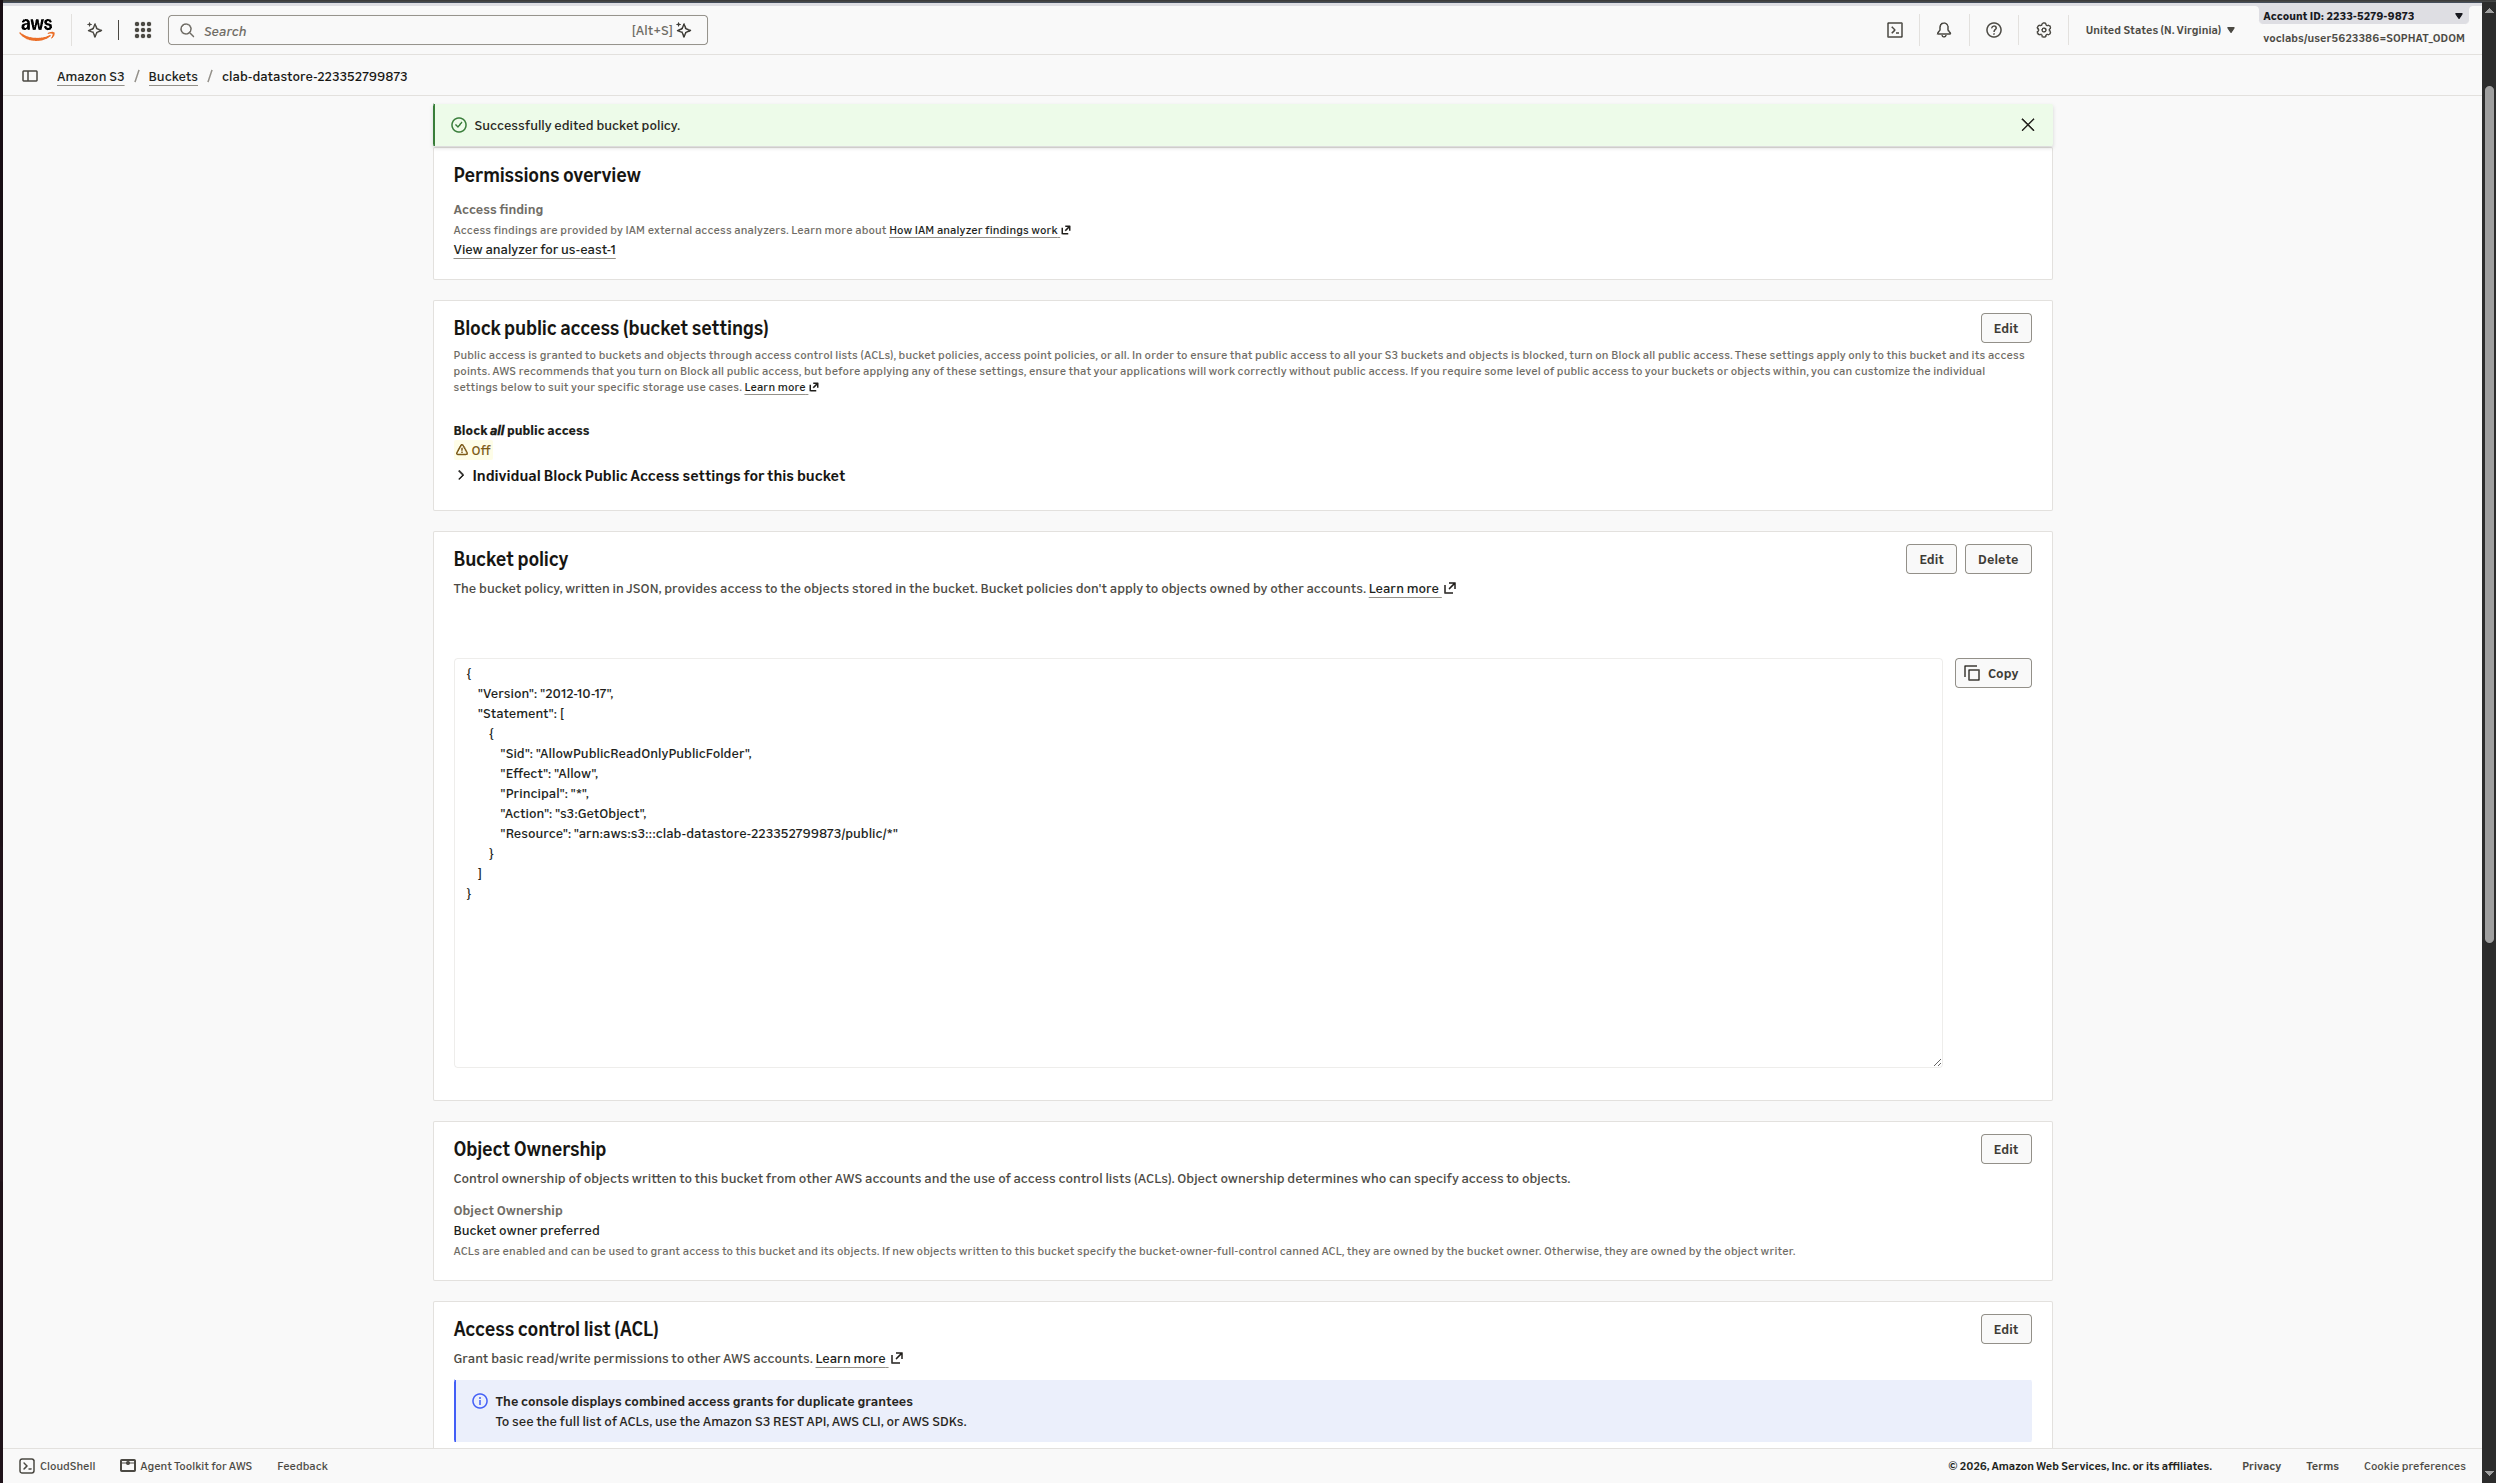 aws
Search
[Alt+S]
United States (N. Virginia)
Account ID: 2233-5279-9873
voclabs/user5623386=SOPHAT_ODOM
Amazon S3 / Buckets / clab-datastore-223352799873
Successfully edited bucket policy.
Permissions overview
Access finding
Access findings are provided by IAM external access analyzers. Learn more about How IAM analyzer findings work
View analyzer for us-east-1
Block public access (bucket settings)
Edit
Public access is granted to buckets and objects through access control lists (ACLs), bucket policies, access point policies, or all. In order to ensure that public access to all your S3 buckets and objects is blocked, turn on Block all public access. These settings apply only to this bucket and its access
points. AWS recommends that you turn on Block all public access, but before applying any of these settings, ensure that your applications will work correctly without public access. If you require some level of public access to your buckets or objects within, you can customize the individual
settings below to suit your specific storage use cases. Learn more
Block all public access
Off
Individual Block Public Access settings for this bucket
Bucket policy
Edit
Delete
The bucket policy, written in JSON, provides access to the objects stored in the bucket. Bucket policies don't apply to objects owned by other accounts. Learn more
Copy
{
"Version": "2012-10-17",
"Statement": [
{
"Sid": "AllowPublicReadOnlyPublicFolder",
"Effect": "Allow",
"Principal": "*",
"Action": "s3:GetObject",
"Resource": "arn:aws:s3:::clab-datastore-223352799873/public/*"
}
]
}
Object Ownership
Edit
Control ownership of objects written to this bucket from other AWS accounts and the use of access control lists (ACLs). Object ownership determines who can specify access to objects.
Object Ownership
Bucket owner preferred
ACLs are enabled and can be used to grant access to this bucket and its objects. If new objects written to this bucket specify the bucket-owner-full-control canned ACL, they are owned by the bucket owner. Otherwise, they are owned by the object writer.
Access control list (ACL)
Edit
Grant basic read/write permissions to other AWS accounts. Learn more
The console displays combined access grants for duplicate grantees
To see the full list of ACLs, use the Amazon S3 REST API, AWS CLI, or AWS SDKs.
CloudShell
Agent Toolkit for AWS
Feedback
© 2026, Amazon Web Services, Inc. or its affiliates.
Privacy
Terms
Cookie preferences